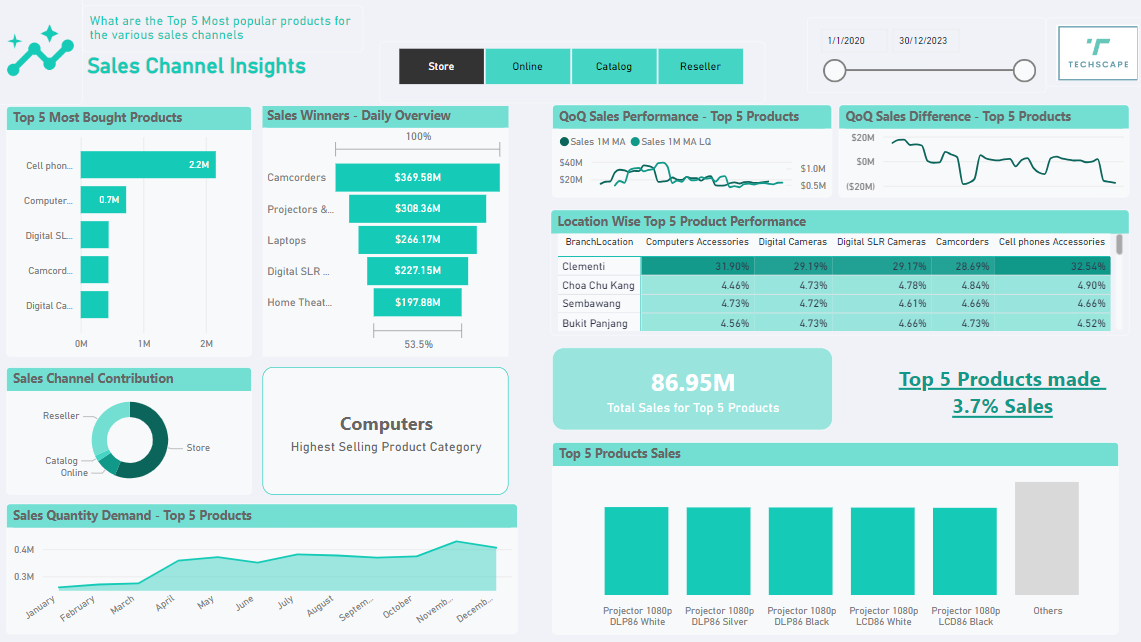 What are the Top 5 Most popular products for
the various sales channels
Sales Channel Insights
Store
Online
Catalog
Reseller
1/1/2020
30/12/2023
TECHSCAPE
Top 5 Most Bought Products
Cell phon...
2.2M
Computer...
0.7M
Digital SL...
Camcord...
Digital Ca...
0M 1M 2M
Sales Winners - Daily Overview
100%
Camcorders $369.58M
Projectors &... $308.36M
Laptops $266.17M
Digital SLR ... $227.15M
Home Theat... $197.88M
53.5%
QoQ Sales Performance - Top 5 Products
Sales 1M MA Sales 1M MA LQ
$40M
$20M
$1.0M
$0.5M
QoQ Sales Difference - Top 5 Products
$20M
$0M
($20M)
Location Wise Top 5 Product Performance
BranchLocation Computers Accessories Digital Cameras Digital SLR Cameras Camcorders Cell phones Accessories
Clementi 31.90% 29.19% 29.17% 28.69% 32.54%
Choa Chu Kang 4.46% 4.73% 4.78% 4.84% 4.90%
Sembawang 4.73% 4.72% 4.61% 4.66% 4.66%
Bukit Panjang 4.56% 4.73% 4.66% 4.73% 4.52%
Sales Channel Contribution
Reseller
Store
Catalog
Online
Computers
Highest Selling Product Category
86.95M
Total Sales for Top 5 Products
Top 5 Products made
3.7% Sales
Sales Quantity Demand - Top 5 Products
0.4M
0.3M
January February March April May June July August Septem... October Novemb... Decemb...
Top 5 Products Sales
Projector 1080p
DLP86 White
Projector 1080p
DLP86 Silver
Projector 1080p
DLP86 Black
Projector 1080p
LCD86 White
Projector 1080p
LCD86 Black
Others